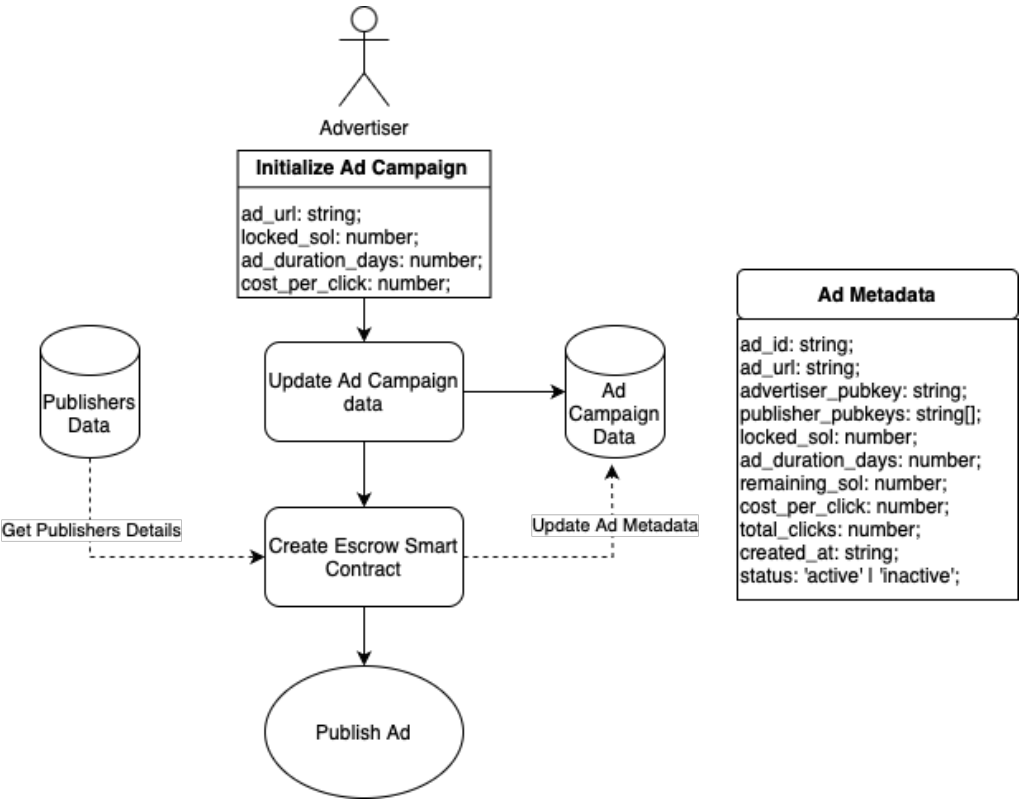 Advertiser
Initialize Ad Campaign
ad_url: string;
locked_sol: number;
ad_duration_days: number;
cost_per_click: number;
Update Ad Campaign
data
Publishers
Data
Ad
Campaign
Data
Get Publishers Details
Create Escrow Smart
Contract
Update Ad Metadata
Publish Ad
Ad Metadata
ad_id: string;
ad_url: string;
advertiser_pubkey: string;
publisher_pubkeys: string[];
locked_sol: number;
ad_duration_days: number;
remaining_sol: number;
cost_per_click: number;
total_clicks: number;
created_at: string;
status: 'active' | 'inactive';